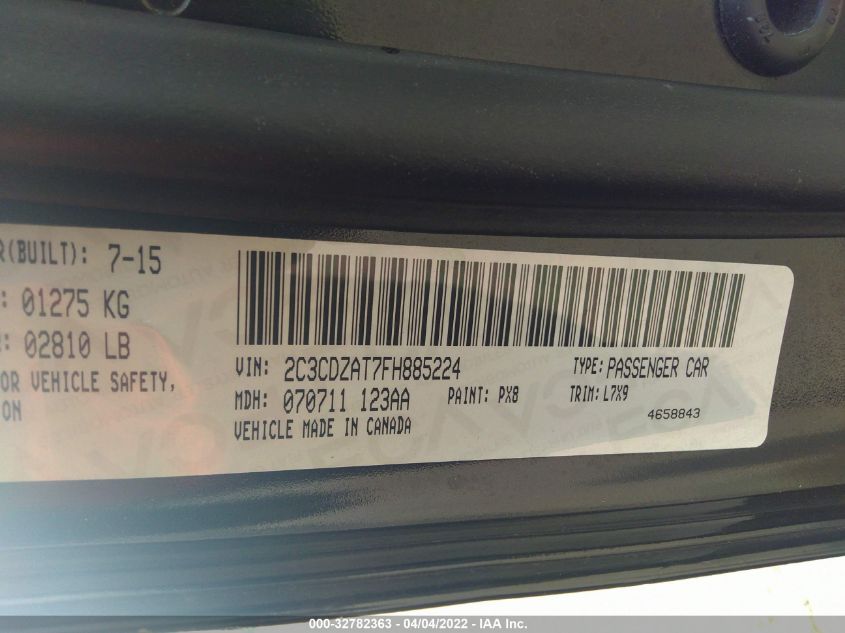 R(BUILT): 7-15
: 01275 KG
: 02810 LB
OR VEHICLE SAFETY,
ON
VIN: 2C3CDZAT7FH885224 TYPE: PASSENGER CAR
MDH: 070711 123AA PAINT: PX8 TRIM: L7X9
VEHICLE MADE IN CANADA 4658843
000-32782363 - 04/04/2022 - IAA Inc.